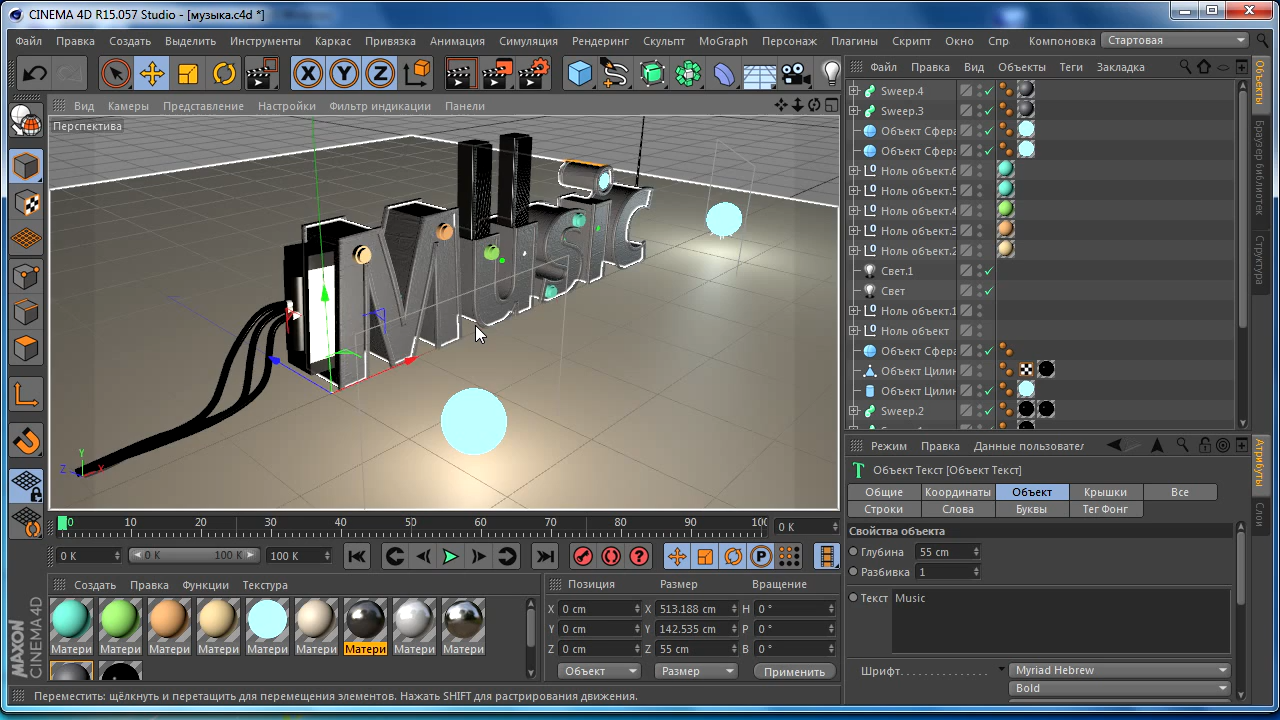 CINEMA 4D R15.057 Studio - [музыка.c4d *]
Файл Правка Создать Выделить Инструменты Каркас Привязка Анимация Симуляция Рендеринг Скульпт MoGraph Персонаж Плагины Скрипт Окно Спр Компоновка Стартовая
Файл Правка Вид Объекты Теги Закладка
Вид Камеры Представление Настройки Фильтр индикации Панели
Перспектива
Sweep.4
Sweep.3
Объект Сфера
Объект Сфера
Ноль объект.6
Ноль объект.5
Ноль объект.4
Ноль объект.3
Ноль объект.2
Свет.1
Свет
Ноль объект.1
Ноль объект
Объект Сфера
Объект Цилин
Объект Цилин
Sweep.2
Объекты
Браузер библиотек
Структура
MUSiC
Y
Z X
Режим Правка Данные пользовател
Объект Текст [Объект Текст]
Общие Координаты Объект Крышки Все
Строки Слова Буквы Тег Фонг
Свойства объекта
Глубина 55 cm
Разбивка 1
Текст Music
Шрифт
Myriad Hebrew
Bold
Атрибуты
Слои
0 10 20 30 40 50 60 70 80 90 100 0 K
0 K 0 K 100 K 100 K
Создать Правка Функции Текстура
Матери Матери Матери Матери Матери Матери Матери Матери Матери
MAXON
CINEMA 4D
Позиция Размер Вращение
X 0 cm X 513.188 cm H 0 °
Y 0 cm Y 142.535 cm P 0 °
Z 0 cm Z 55 cm B 0 °
Объект Размер Применить
Переместить: щёлкнуть и перетащить для перемещения элементов. Нажать SHIFT для растрирования движения.